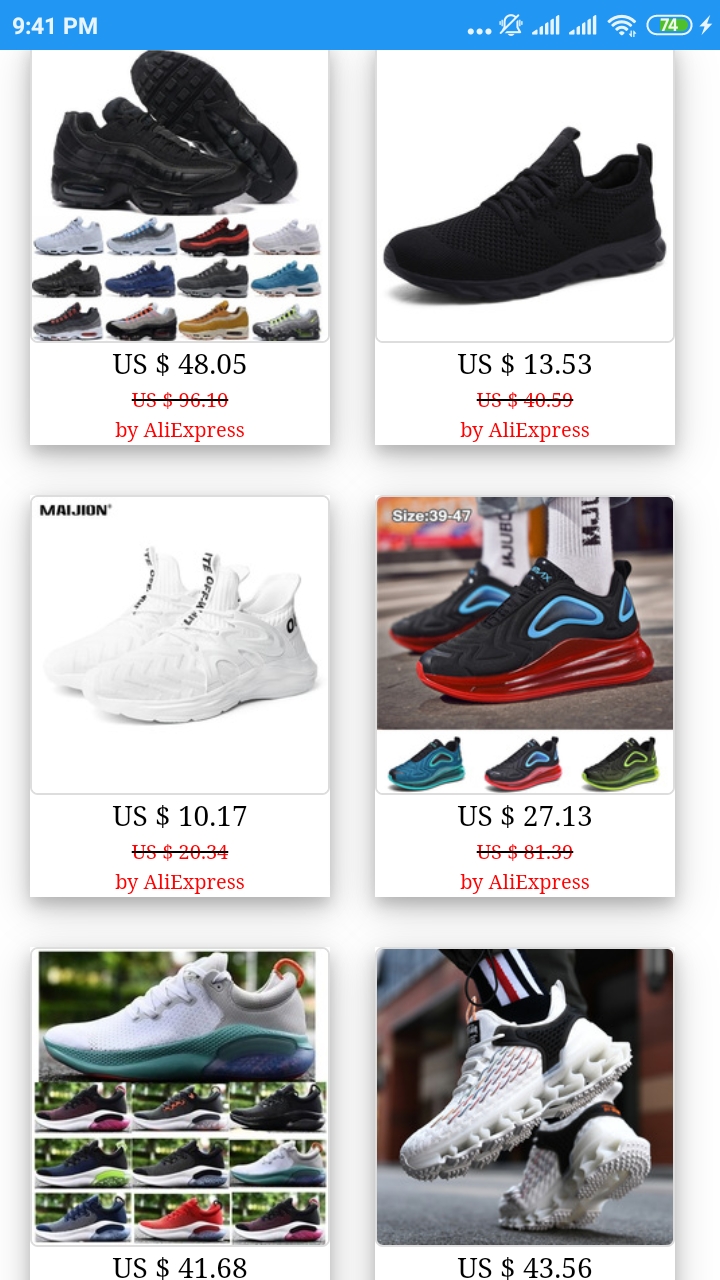 9:41 PM
74
US $ 48.05
US $ 96.10
by AliExpress
US $ 13.53
US $ 40.59
by AliExpress
MAIJION®
US $ 10.17
US $ 20.34
by AliExpress
Size:39-47
US $ 27.13
US $ 81.39
by AliExpress
US $ 41.68
US $ 43.56